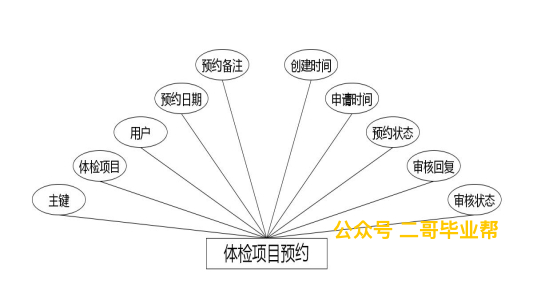 预约备注
创建时间
预约日期
申请时间
用户
预约状态
体检项目
审核回复
主键
审核状态
公众号 二哥毕业帮
体检项目预约